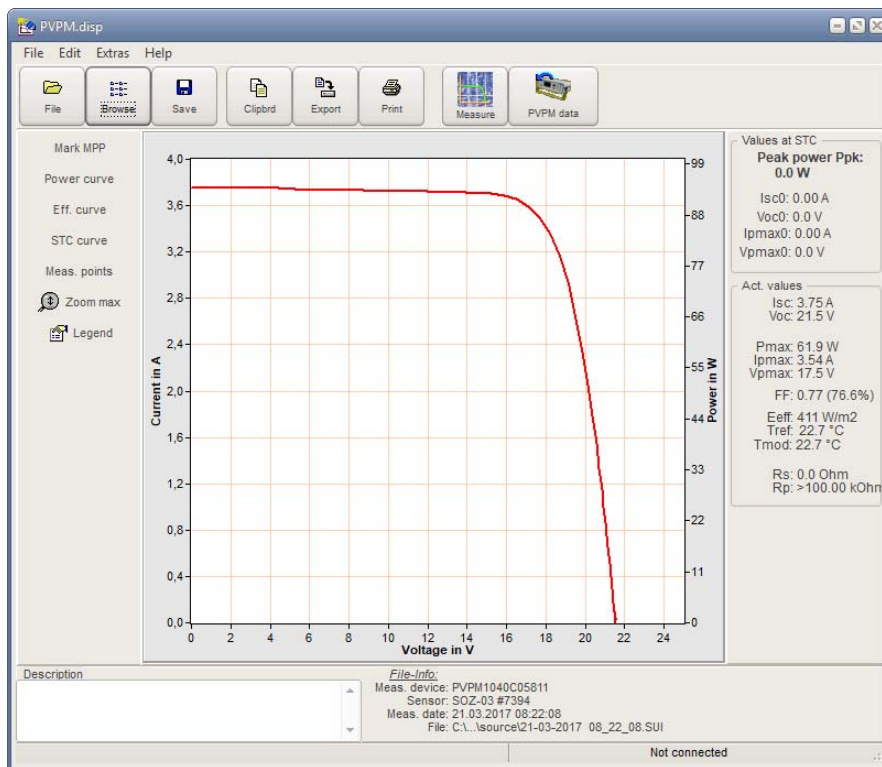 PVPM.disp
File Edit Extras Help
File Browse Save Clipbrd Export Print Measure PVPM data
Mark MPP
Power curve
Eff. curve
STC curve
Meas. points
Zoom max
Legend
Current in A
4,0
3,6
3,2
2,8
2,4
2,0
1,6
1,2
0,8
0,4
0,0
0 2 4 6 8 10 12 14 16 18 20 22 24
Voltage in V
99
88
77
66
55
44
33
22
11
0
Power in W
Values at STC
Peak power Ppk:
0.0 W
Isc0: 0.00 A
Voc0: 0.0 V
Ipmax0: 0.00 A
Vpmax0: 0.0 V
Act. values
Isc: 3.75 A
Voc: 21.5 V
Pmax: 61.9 W
Ipmax: 3.54 A
Vpmax: 17.5 V
FF: 0.77 (76.6%)
Eeff: 411 W/m2
Tref: 22.7 °C
Tmod: 22.7 °C
Rs: 0.0 Ohm
Rp: >100.00 kOhm
Description
File-Info:
Meas. device: PVPM1040C05811
Sensor: SOZ-03 #7394
Meas. date: 21.03.2017 08:22:08
File: C:\...\source\21-03-2017 08_22_08.SUI
Not connected